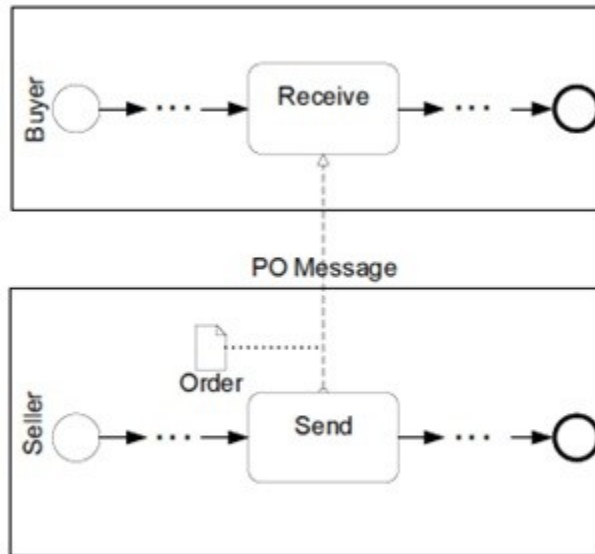 Buyer
Receive
PO Message
Order
Seller
Send